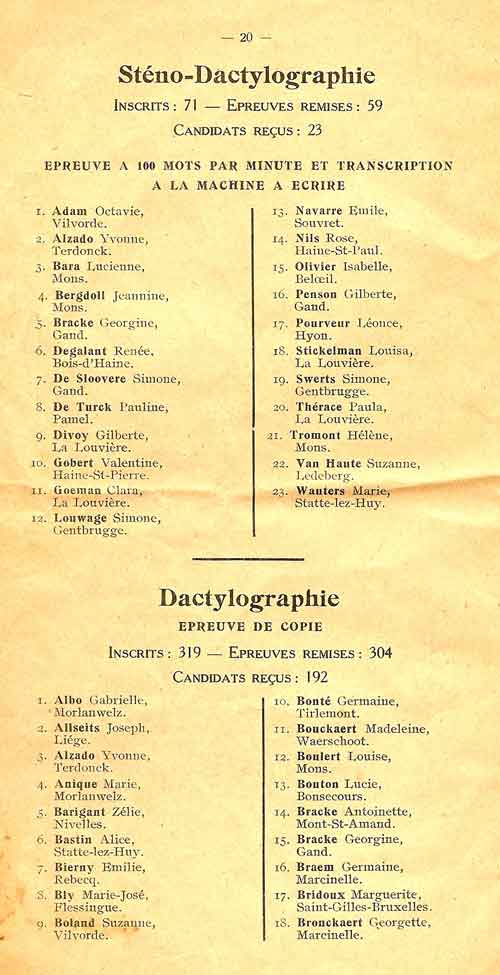 — 20 —
Sténo-Dactylographie
INSCRITS : 71 — EPREUVES REMISES : 59
CANDIDATS REÇUS : 23
EPREUVE A 100 MOTS PAR MINUTE ET TRANSCRIPTION
A LA MACHINE A ECRIRE
1. Adam Octavie,
Vilvorde.
2. Alzado Yvonne,
Terdonck.
3. Bara Lucienne,
Mons.
4. Bergdoll Jeannine,
Mons.
5. Bracke Georgine,
Gand.
6. Degalant Renée,
Bois-d'Haine.
7. De Sloovere Simone,
Gand.
8. De Turck Pauline,
Pamel.
9. Divoy Gilberte,
La Louvière.
10. Gobert Valentine,
Haine-St-Pierre.
11. Goeman Clara,
La Louvière.
12. Louwage Simone,
Gentbrugge.
13. Navarre Emile,
Souvret.
14. Nils Rose,
Haine-St-Paul.
15. Olivier Isabelle,
Belœil.
16. Penson Gilberte,
Gand.
17. Pourveur Léonce,
Hyon.
18. Stickelman Louisa,
La Louvière.
19. Swerts Simone,
Gentbrugge.
20. Thérace Paula,
La Louvière.
21. Tromont Hélène,
Mons.
22. Van Haute Suzanne,
Ledeberg.
23. Wauters Marie,
Statte-lez-Huy.
Dactylographie
EPREUVE DE COPIE
INSCRITS : 319 — EPREUVES REMISES : 304
CANDIDATS REÇUS : 192
1. Albo Gabrielle,
Morlanwelz.
2. Allseits Joseph,
Liége.
3. Alzado Yvonne,
Terdonck.
4. Anique Marie,
Morlanwelz.
5. Barigant Zélie,
Nivelles.
6. Bastin Alice,
Statte-lez-Huy.
7. Bierny Emilie,
Rebecq.
8. Bly Marie-José,
Flessingue.
9. Boland Suzanne,
Vilvorde.
10. Bonté Germaine,
Tirlemont.
11. Bouckaert Madeleine,
Waerschoot.
12. Boulert Louise,
Mons.
13. Bouton Lucie,
Bonsecours.
14. Bracke Antoinette,
Mont-St-Amand.
15. Bracke Georgine,
Gand.
16. Braem Germaine,
Marcinelle.
17. Bridoux Marguerite,
Saint-Gilles-Bruxelles.
18. Bronckaert Georgette,
Marcinelle.